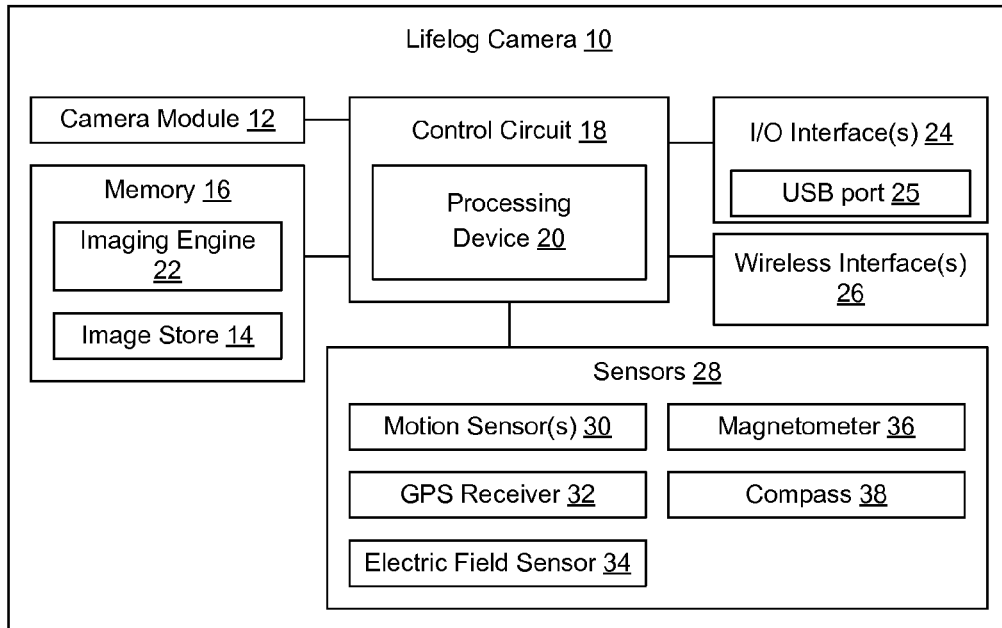 Lifelog Camera 10
Camera Module 12
Control Circuit 18
Processing
Device 20
I/O Interface(s) 24
USB port 25
Memory 16
Imaging Engine
22
Image Store 14
Wireless Interface(s)
26
Sensors 28
Motion Sensor(s) 30
Magnetometer 36
GPS Receiver 32
Compass 38
Electric Field Sensor 34